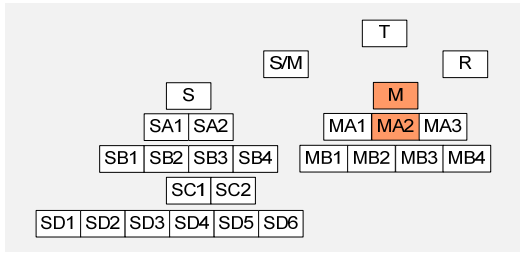 T
S/M R
S M
SA1 SA2 MA1 MA2 MA3
SB1 SB2 SB3 SB4 MB1 MB2 MB3 MB4
SC1 SC2
SD1 SD2 SD3 SD4 SD5 SD6